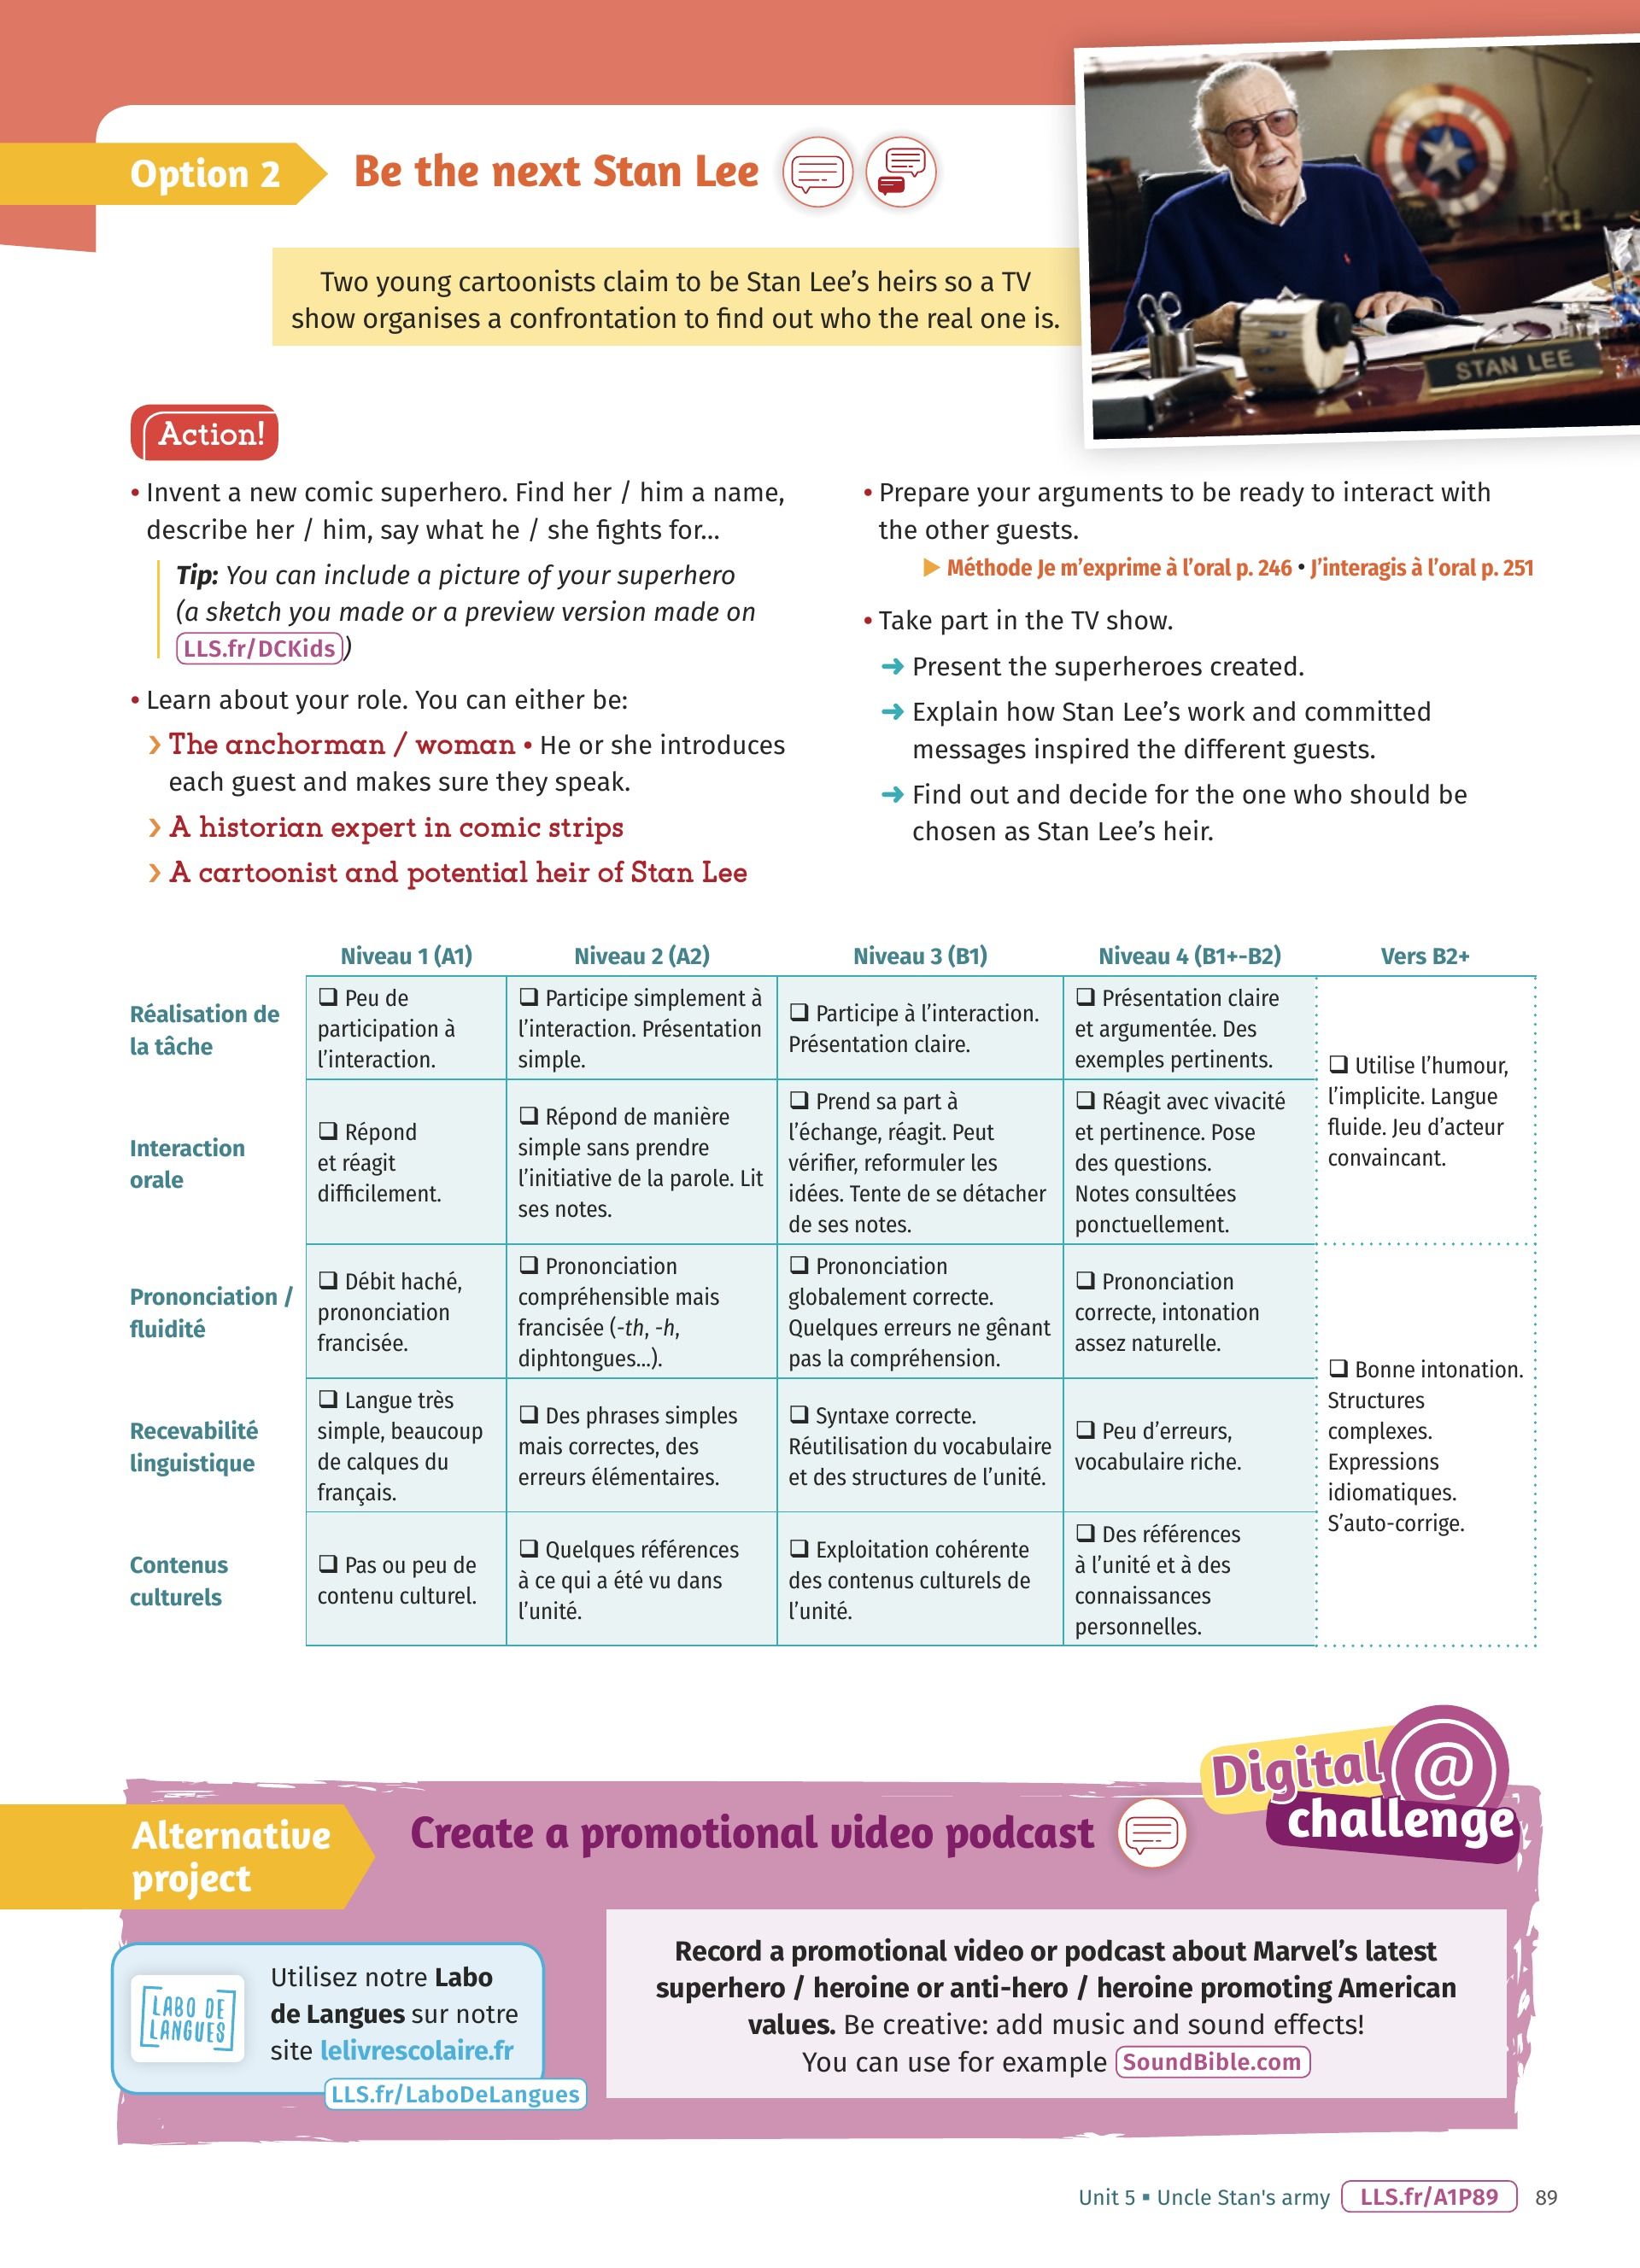 Option 2
Be the next Stan Lee
STAN LEE
Two young cartoonists claim to be Stan Lee's heirs so a TV
show organises a confrontation to find out who the real one is.
Action!
• Invent a new comic superhero. Find her / him a name,
describe her / him, say what he / she fights for...
Tip: You can include a picture of your superhero
(a sketch you made or a preview version made on
LLS.fr/DCKids)
• Learn about your role. You can either be:
› The anchorman / woman • He or she introduces
each guest and makes sure they speak.
› A historian expert in comic strips
› A cartoonist and potential heir of Stan Lee
• Prepare your arguments to be ready to interact with
the other guests.
▶ Méthode Je m'exprime à l'oral p. 246 • J'interagis à l'oral p. 251
• Take part in the TV show.
➜ Present the superheroes created.
➜ Explain how Stan Lee's work and committed
messages inspired the different guests.
➜ Find out and decide for the one who should be
chosen as Stan Lee's heir.
Niveau 1 (A1)
Niveau 2 (A2)
Niveau 3 (B1)
Niveau 4 (B1+-B2)
Vers B2+
Réalisation de
la tâche
❑ Peu de
participation à
l'interaction.
❑ Participe simplement à
l'interaction. Présentation
simple.
❑ Participe à l'interaction.
Présentation claire.
❑ Présentation claire
et argumentée. Des
exemples pertinents.
❑ Utilise l'humour,
l'implicite. Langue
fluide. Jeu d'acteur
convaincant.
Interaction
orale
❑ Répond
et réagit
difficilement.
❑ Répond de manière
simple sans prendre
l'initiative de la parole. Lit
ses notes.
❑ Prend sa part à
l'échange, réagit. Peut
vérifier, reformuler les
idées. Tente de se détacher
de ses notes.
❑ Réagit avec vivacité
et pertinence. Pose
des questions.
Notes consultées
ponctuellement.
Prononciation /
fluidité
❑ Débit haché,
prononciation
francisée.
❑ Prononciation
compréhensible mais
francisée (-th, -h,
diphtongues...).
❑ Prononciation
globalement correcte.
Quelques erreurs ne gênant
pas la compréhension.
❑ Prononciation
correcte, intonation
assez naturelle.
❑ Bonne intonation.
Structures
complexes.
Expressions
idiomatiques.
S'auto-corrige.
Recevabilité
linguistique
❑ Langue très
simple, beaucoup
de calques du
français.
❑ Des phrases simples
mais correctes, des
erreurs élémentaires.
❑ Syntaxe correcte.
Réutilisation du vocabulaire
et des structures de l'unité.
❑ Peu d'erreurs,
vocabulaire riche.
Contenus
culturels
❑ Pas ou peu de
contenu culturel.
❑ Quelques références
à ce qui a été vu dans
l'unité.
❑ Exploitation cohérente
des contenus culturels de
l'unité.
❑ Des références
à l'unité et à des
connaissances
personnelles.
Digital @
challenge
Alternative
project
Create a promotional video podcast
LABO DE
LANGUES
Utilisez notre Labo
de Langues sur notre
site lelivrescolaire.fr
LLS.fr/LaboDeLangues
Record a promotional video or podcast about Marvel's latest
superhero / heroine or anti-hero / heroine promoting American
values. Be creative: add music and sound effects!
You can use for example SoundBible.com
Unit 5 ▪ Uncle Stan's army LLS.fr/A1P89 89